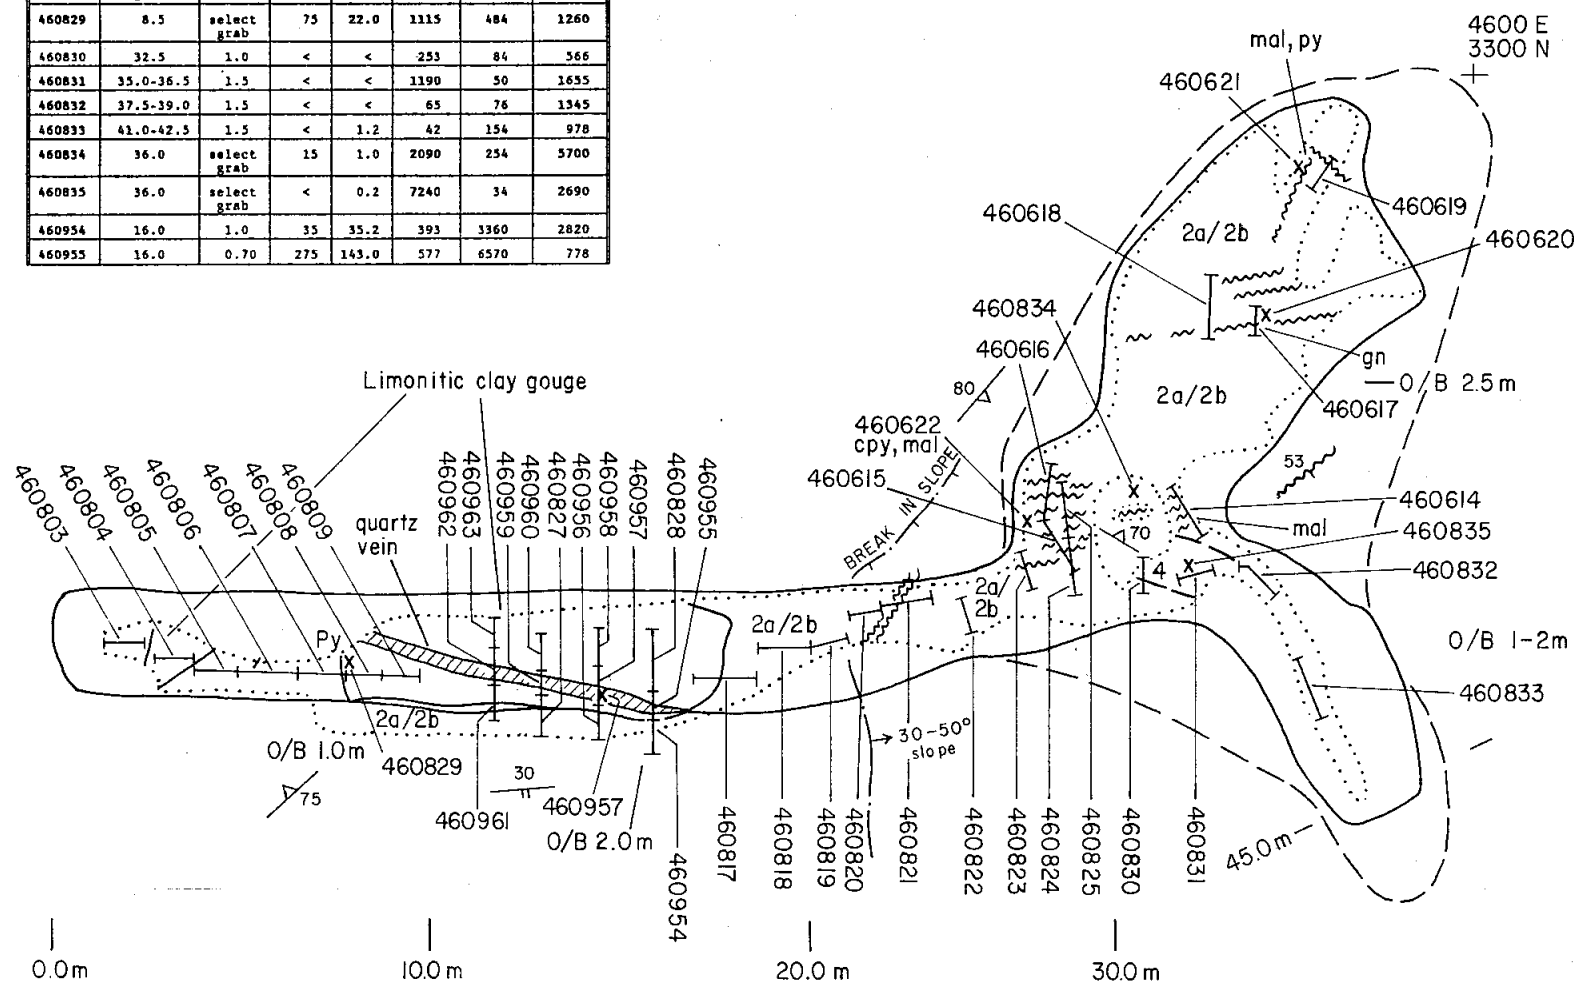 460829 8.5 select grab 75 22.0 1115 484 1260
460830 32.5 1.0 < < 253 84 566
460831 35.0-36.5 1.5 < < 1190 50 1655
460832 37.5-39.0 1.5 < < 65 76 1345
460833 41.0-42.5 1.5 < 1.2 42 154 978
460834 36.0 select grab 15 1.0 2090 254 5700
460835 36.0 select grab < 0.2 7240 34 2690
460954 16.0 1.0 35 35.2 393 3360 2820
460955 16.0 0.70 275 143.0 577 6570 778
4600 E
3300 N
mal, py
460621
460619
460618
2a/2b
460620
460834
460616
gn
O/B 2.5m
460617
2a/2b
80
Limonitic clay gouge
460622
cpy, mal
460615
BREAK IN SLOPE
53
460614
mal
460835
70
4
460832
2a/
2b
O/B 1-2m
460833
460803
460804
460805
460806
460807
460808
460809
quartz
vein
460962
460963
460959
460960
460827
460956
460958
460957
460828
460955
Py
2a/2b
2a/2b
30-50°
slope
O/B 1.0m
460829
75
30
460961
460957
O/B 2.0m
460954
460817
460818
460819
460820
460821
460822
460823
460824
460825
460830
460831
45.0m
0.0m
10.0m
20.0m
30.0m